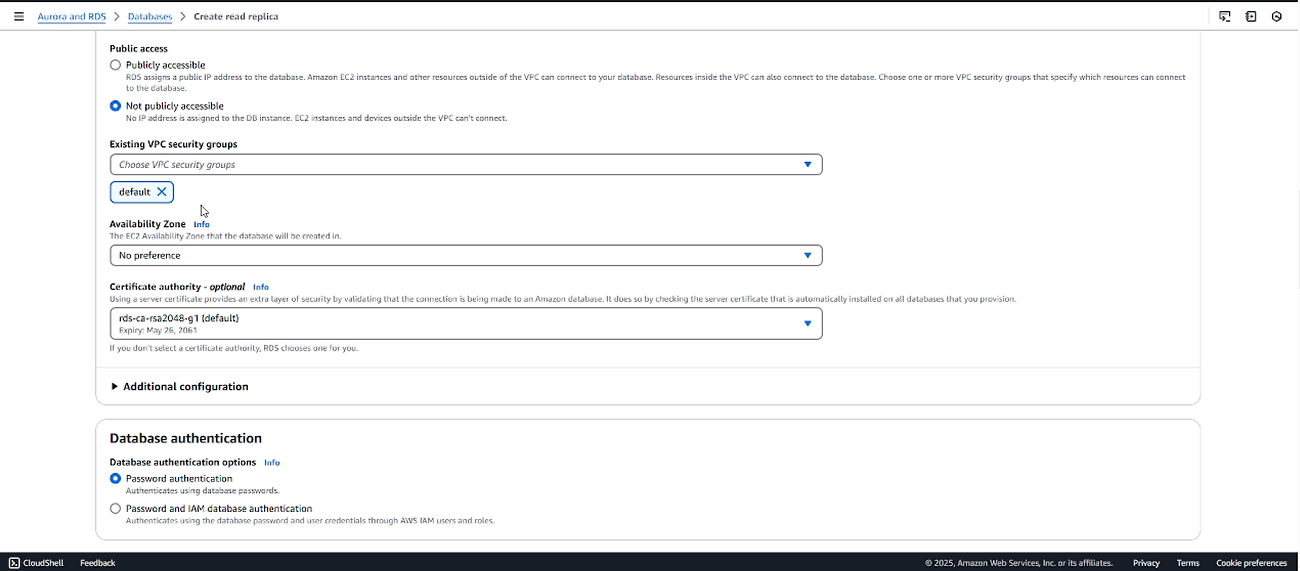 Aurora and RDS > Databases > Create read replica
Public access
Publicly accessible
RDS assigns a public IP address to the database. Amazon EC2 instances and other resources outside of the VPC can connect to your database. Resources inside the VPC can also connect to the database. Choose one or more VPC security groups that specify which resources can connect
to the database.
Not publicly accessible
No IP address is assigned to the DB instance. EC2 instances and devices outside the VPC can't connect.
Existing VPC security groups
Choose VPC security groups
default
Availability Zone Info
The EC2 Availability Zone that the database will be created in.
No preference
Certificate authority - optional Info
Using a server certificate provides an extra layer of security by validating that the connection is being made to an Amazon database. It does so by checking the server certificate that is automatically installed on all databases that you provision.
rds-ca-rsa2048-g1 (default)
Expiry: May 26, 2061
If you don't select a certificate authority, RDS chooses one for you.
Additional configuration
Database authentication
Database authentication options Info
Password authentication
Authenticates using database passwords.
Password and IAM database authentication
Authenticates using the database password and user credentials through AWS IAM users and roles.
CloudShell Feedback © 2025, Amazon Web Services, Inc. or its affiliates. Privacy Terms Cookie preferences